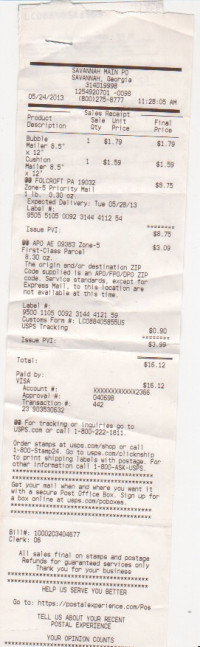 SAVANNAH MAIN PO
SAVANNAH, Georgia
314019998
1254920701 -0098
05/24/2013 (800)275-8777 11:28:05 AM
Sales Receipt
Product Sale Unit Final
Description Qty Price Price
Bubble 1 $1.79 $1.79
Mailer 8.5"
x 12"
Cushion 1 $1.59 $1.59
Mailer 8.5"
x 12"
@@ FOLCROFT PA 19032 $8.75
Zone-5 Priority Mail
1 lb. 0.30 oz.
Expected Delivery: Tue 05/28/13
Label #:
9505 5105 0092 3144 4112 54
========
Issue PVI: $8.75
@@ APO AE 09383 Zone-5 $3.09
First-Class Parcel
8.30 oz.
The origin and/or destination ZIP
Code supplied is an APO/FPO/DPO ZIP
code. Service standards, except for
Express Mail, to this location are
not available at this time.
Label #:
9500 1105 0092 3144 4121 59
Customs Form #:
USPS Tracking $0.90
========
Issue PVI: $3.99
Total: $16.12
Paid by:
VISA $16.12
Account #: XXXXXXXXXXXX2366
Approval #: 040698
Transaction #: 442
23 903530632
@@ For tracking or inquiries go to
USPS.com or call 1-800-222-1811.
Order stamps at usps.com/shop or call
1-800-Stamp24. Go to usps.com/clicknship
to print shipping labels with postage. For
other information call 1-800-ASK-USPS.
Get your mail when and where you want it
with a secure Post Office Box. Sign up for
a box online at usps.com/poboxes.
Bill#: 1000203404677
Clerk: 06
All sales final on stamps and postage
Refunds for guaranteed services only
Thank you for your business
HELP US SERVE YOU BETTER
Go to: https://postalexperience.com/Pos
TELL US ABOUT YOUR RECENT
POSTAL EXPERIENCE
YOUR OPINION COUNTS